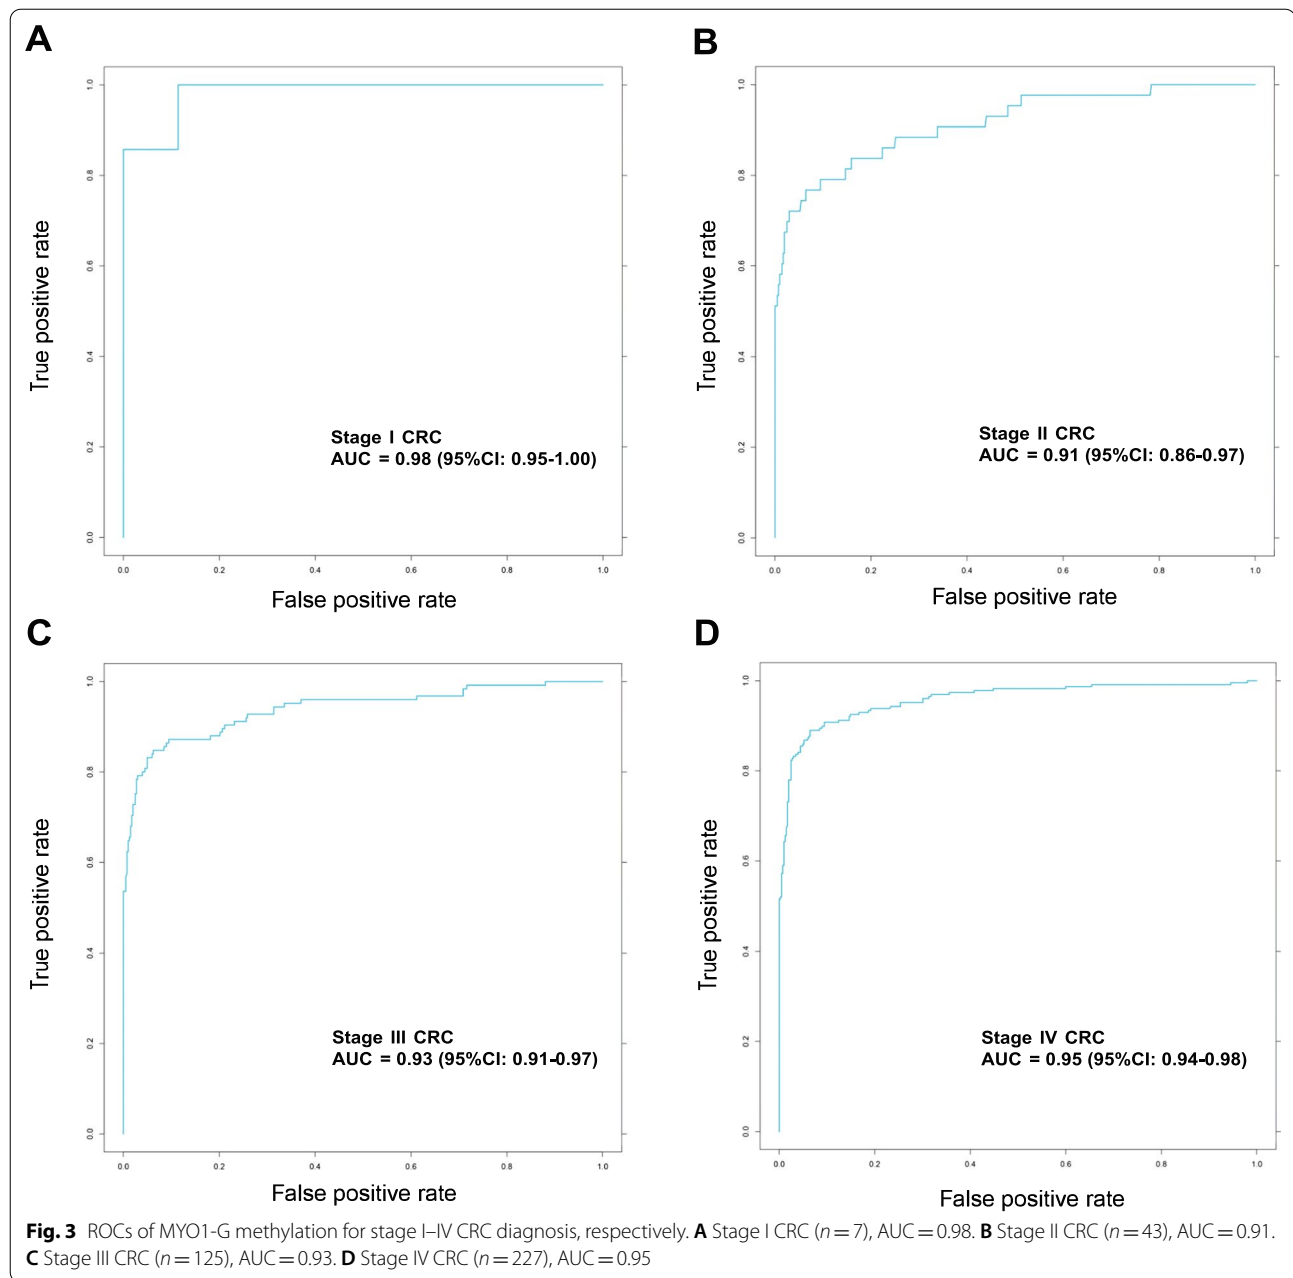 A
1.0
0.8
0.6
0.4
0.2
0.0
True positive rate
Stage I CRC
AUC = 0.98 (95%CI: 0.95-1.00)
0.0 0.2 0.4 0.6 0.8 1.0
False positive rate
B
1.0
0.8
0.6
0.4
0.2
0.0
True positive rate
Stage II CRC
AUC = 0.91 (95%CI: 0.86-0.97)
0.0 0.2 0.4 0.6 0.8 1.0
False positive rate
C
1.0
0.8
0.6
0.4
0.2
0.0
True positive rate
Stage III CRC
AUC = 0.93 (95%CI: 0.91-0.97)
0.0 0.2 0.4 0.6 0.8 1.0
False positive rate
D
1.0
0.8
0.6
0.4
0.2
0.0
True positive rate
Stage IV CRC
AUC = 0.95 (95%CI: 0.94-0.98)
0.0 0.2 0.4 0.6 0.8 1.0
False positive rate
Fig. 3 ROCs of MYO1-G methylation for stage I–IV CRC diagnosis, respectively. A Stage I CRC (n = 7), AUC = 0.98. B Stage II CRC (n = 43), AUC = 0.91.
C Stage III CRC (n = 125), AUC = 0.93. D Stage IV CRC (n = 227), AUC = 0.95